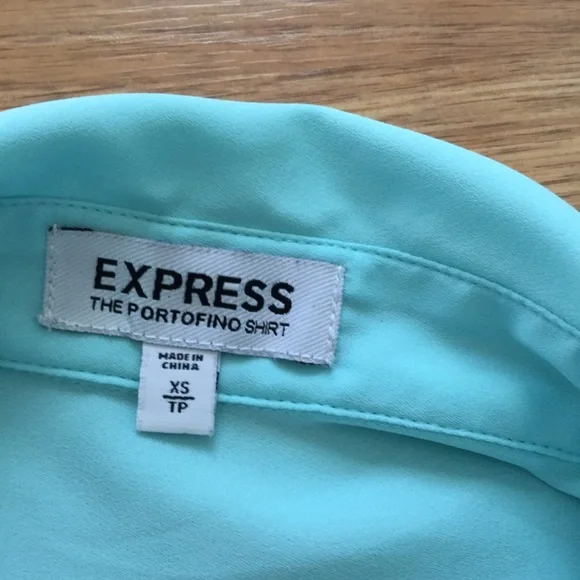 EXPRESS
THE PORTOFINO SHIRT
MADE IN
CHINA
XS
TP